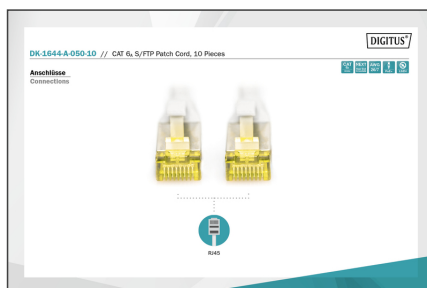 DIGITUS®
DK-1644-A-050-10 // CAT 6A S/FTP Patch Cord, 10 Pieces
Anschlüsse
Connections
RJ45